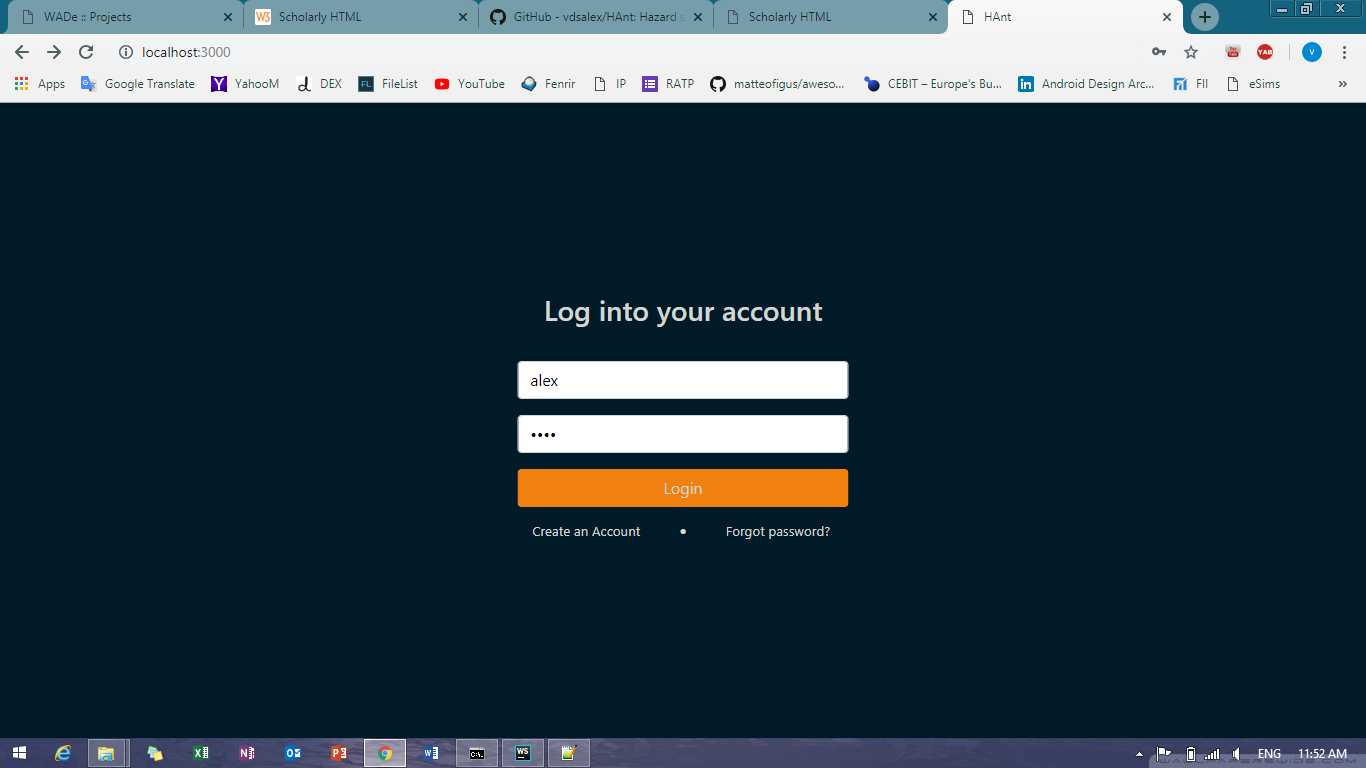 WADe :: Projects
Scholarly HTML
GitHub - vdsalex/HAnt: Hazard
Scholarly HTML
HAnt
localhost:3000
YAB
V
Apps
Google Translate
YahooM
DEX
FileList
YouTube
Fenrir
IP
RATP
matteofigus/aweso...
CEBIT – Europe's Bu...
Android Design Arc...
FII
eSims
Log into your account
alex
Login
Create an Account
Forgot password?
ENG
11:52 AM